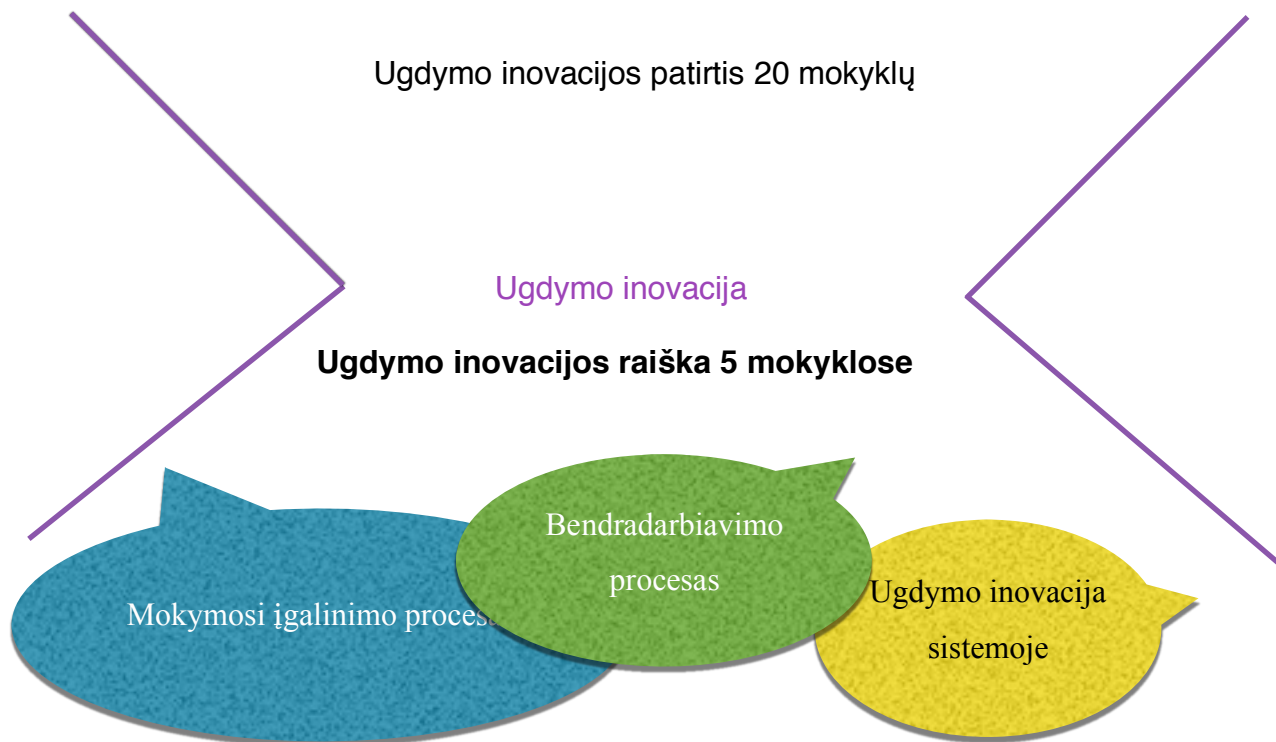 Ugdymo inovacijos patirtis 20 mokyklų
Ugdymo inovacija
Ugdymo inovacijos raiška 5 mokyklose
Bendradarbiavimo
procesas
Mokymosi įgalinimo proces
Ugdymo inovacija
sistemoje